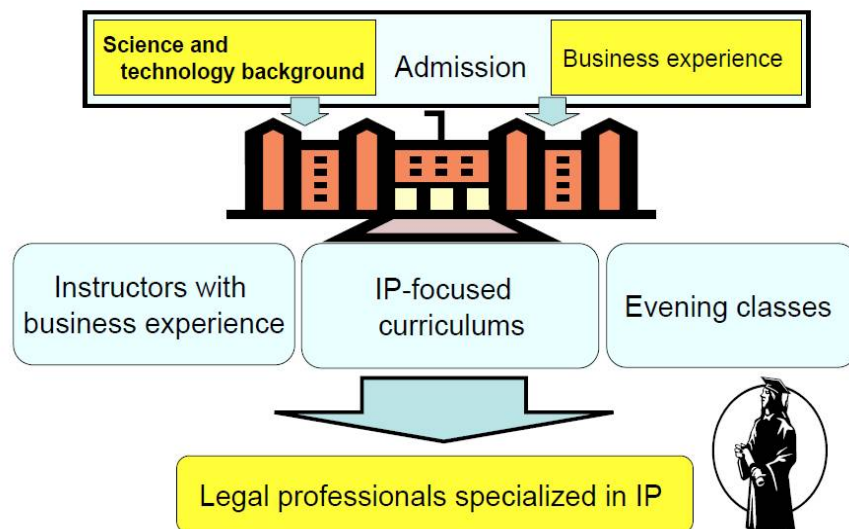 Science and
technology background
Admission
Business experience
Instructors with
business experience
IP-focused
curriculums
Evening classes
Legal professionals specialized in IP